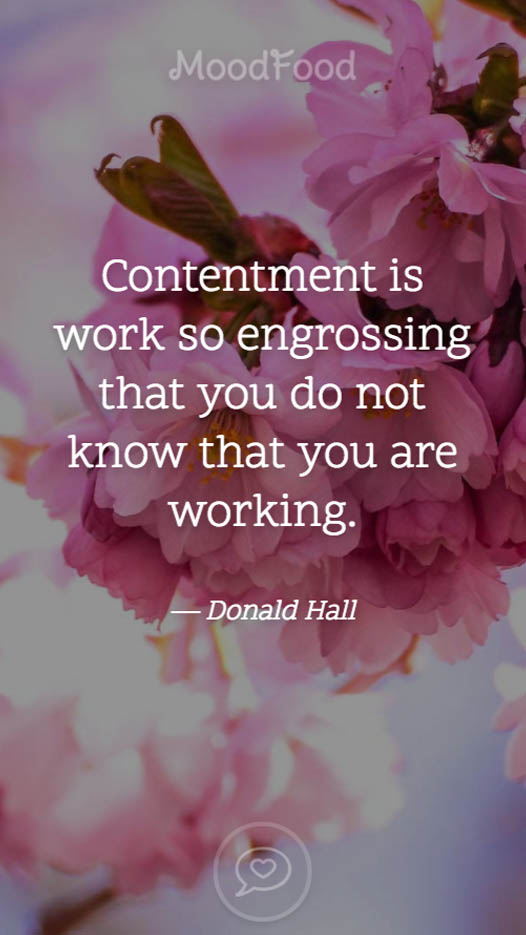 MoodFood
Contentment is
work so engrossing
that you do not
know that you are
working.
— Donald Hall